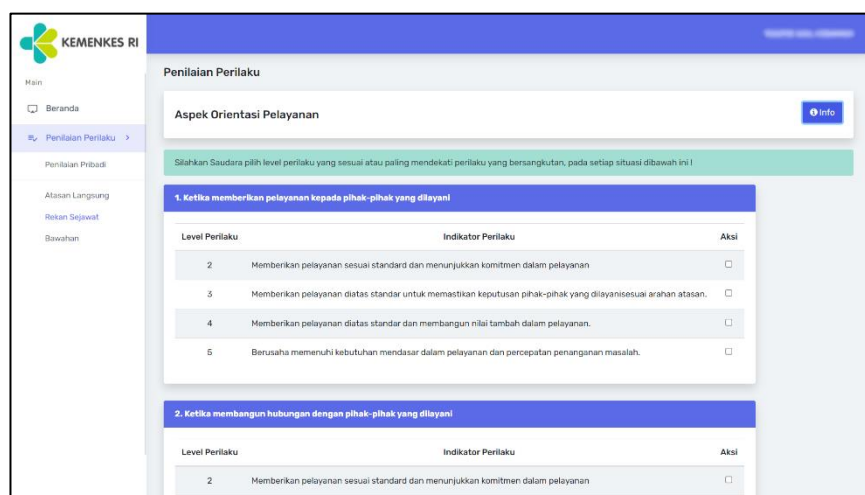 KEMENKES RI
Main
Beranda
Penilaian Perilaku
Penilaian Pribadi
Atasan Langsung
Rekan Sejawat
Bawahan
Penilaian Perilaku
Aspek Orientasi Pelayanan
Info
Silahkan Saudara pilih level perilaku yang sesuai atau paling mendekati perilaku yang bersangkutan, pada setiap situasi dibawah ini !
1. Ketika memberikan pelayanan kepada pihak-pihak yang dilayani
Level Perilaku Indikator Perilaku Aksi
2 Memberikan pelayanan sesuai standard dan menunjukkan komitmen dalam pelayanan
3 Memberikan pelayanan diatas standar untuk memastikan keputusan pihak-pihak yang dilayanisesuai arahan atasan.
4 Memberikan pelayanan diatas standar dan membangun nilai tambah dalam pelayanan.
5 Berusaha memenuhi kebutuhan mendasar dalam pelayanan dan percepatan penanganan masalah.
2. Ketika membangun hubungan dengan pihak-pihak yang dilayani
Level Perilaku Indikator Perilaku Aksi
2 Memberikan pelayanan sesuai standard dan menunjukkan komitmen dalam pelayanan